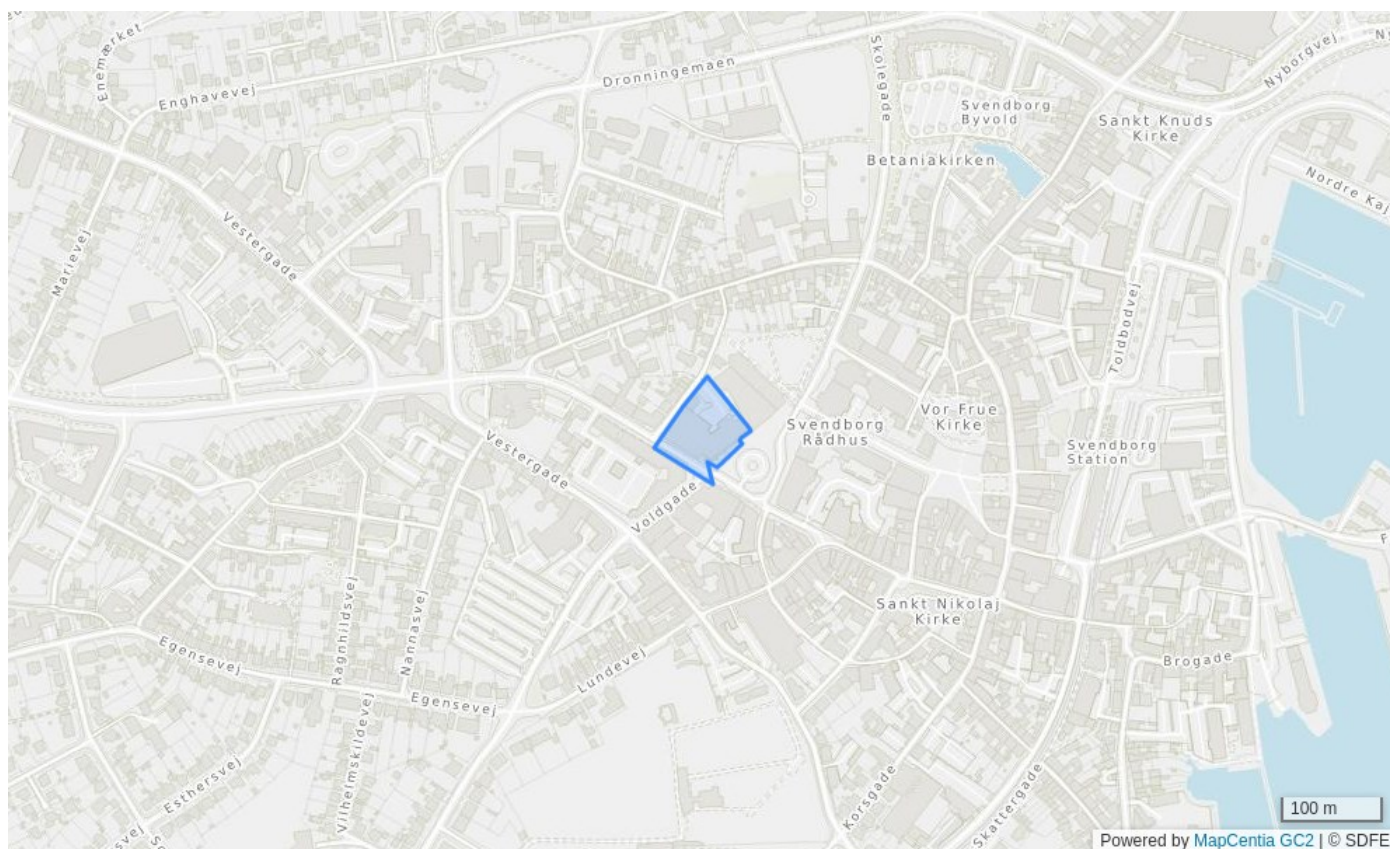 Enemærket
Enghavevej
Dronningemaen
Skolegade
Nyborgvej
Svendborg
Byvold
Sankt Knuds
Kirke
Betaniakirken
Nordre Kaj
Marievej
Vestergade
Toldbodvej
Vor Frue
Kirke
Svendborg
Rådhus
Svendborg
Station
Vestergade
Voldgade
Ragnhildsvej
Nannasvej
Sankt Nikolaj
Kirke
Egensevej
Lundevej
Brogade
Egensevej
Vilhelmskildevej
Esthersvej
Korsgade
Skattergade
100 m
Powered by MapCentia GC2 | © SDFE